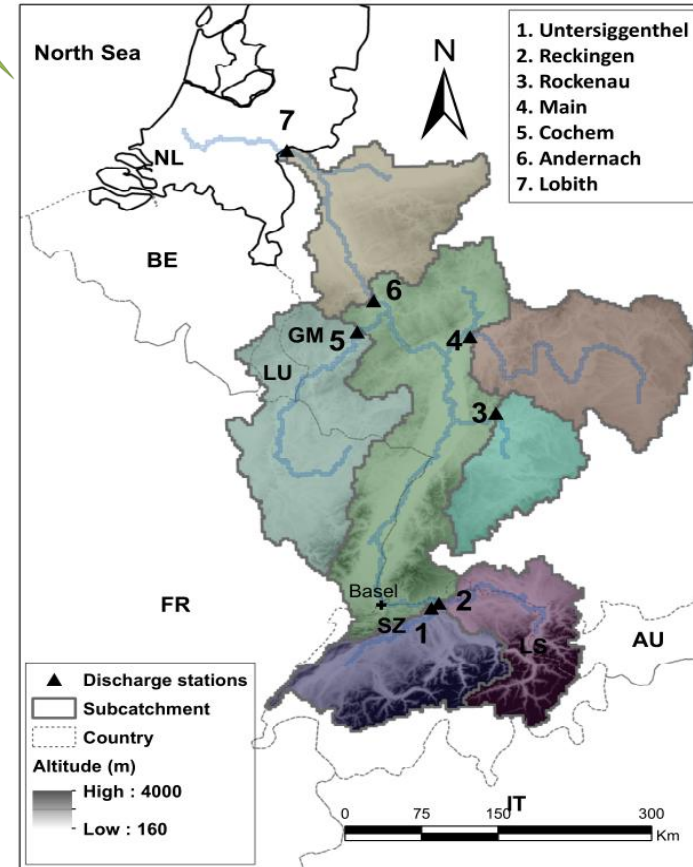 North Sea
N
1. Untersiggenthel
2. Reckingen
3. Rockenau
4. Main
5. Cochem
6. Andernach
7. Lobith
7
NL
BE
6
GM
5
4
LU
3
Basel
2
FR
SZ
1
LS
AU
Discharge stations
Subcatchment
Country
Altitude (m)
High : 4000
Low : 160
IT
0 75 150 300
Km